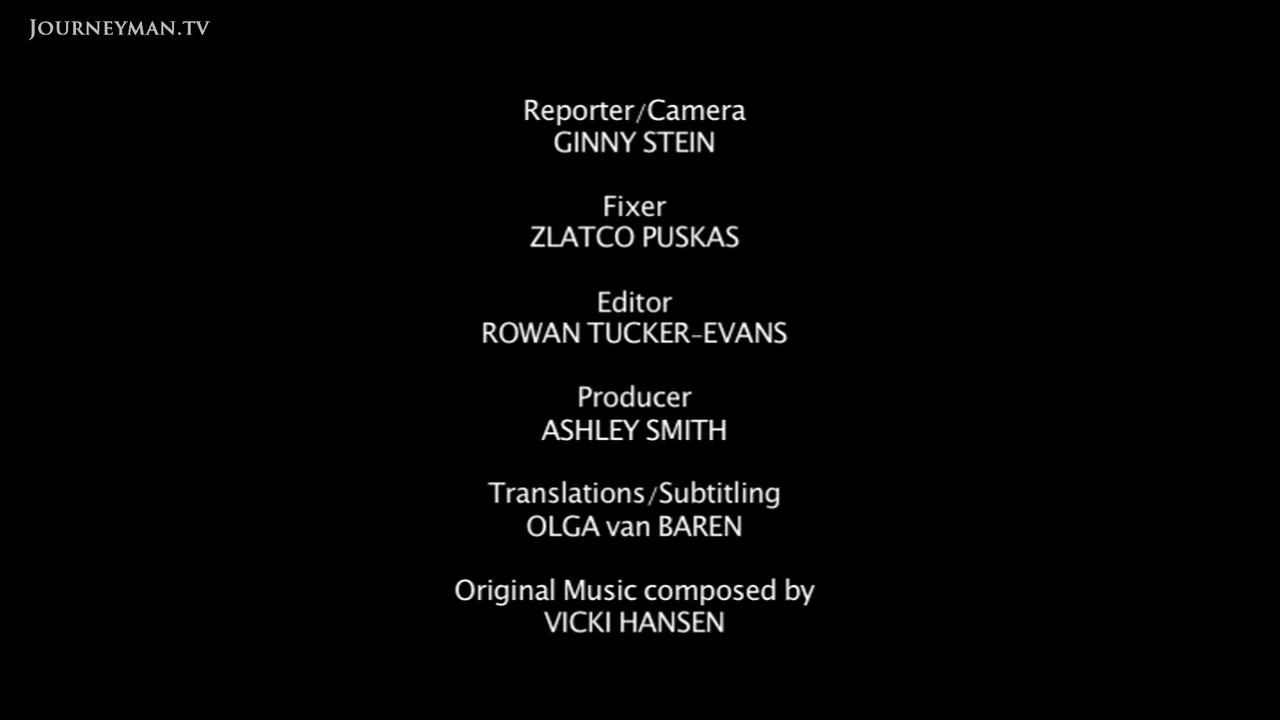 JOURNEYMAN.TV
Reporter/Camera
GINNY STEIN
Fixer
ZLATCO PUSKAS
Editor
ROWAN TUCKER-EVANS
Producer
ASHLEY SMITH
Translations/Subtitling
OLGA van BAREN
Original Music composed by
VICKI HANSEN